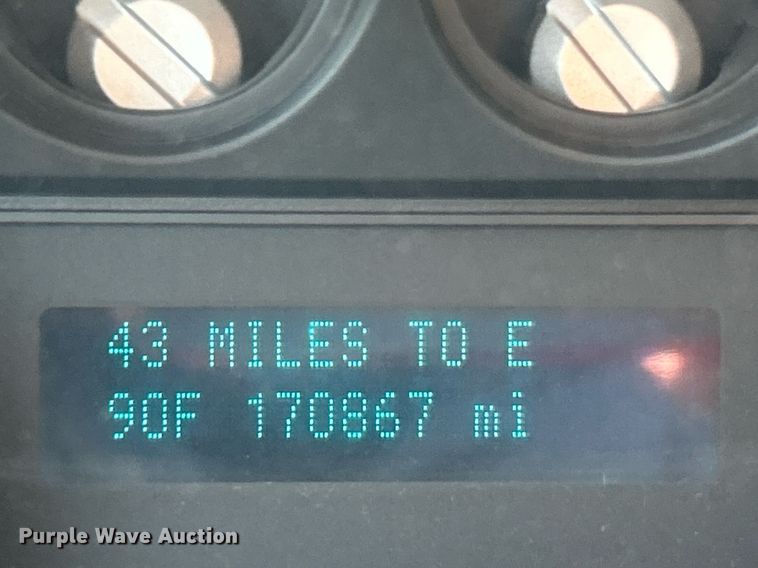 43 MILES TO E
90F 170867 mi
Purple Wave Auction